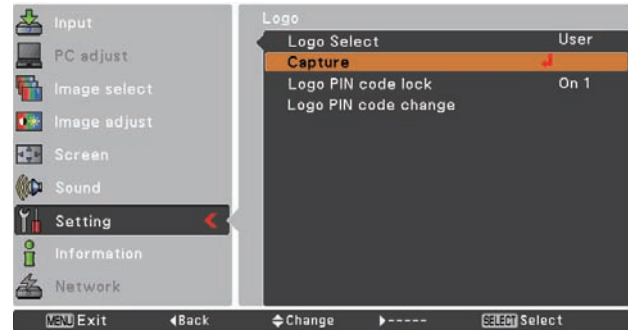 Input
PC adjust
Image select
Image adjust
Screen
Sound
Setting
Information
Network
Logo
Logo Select User
Capture
Logo PIN code lock On 1
Logo PIN code change
MENU Exit Back Change ----- SELECT Select